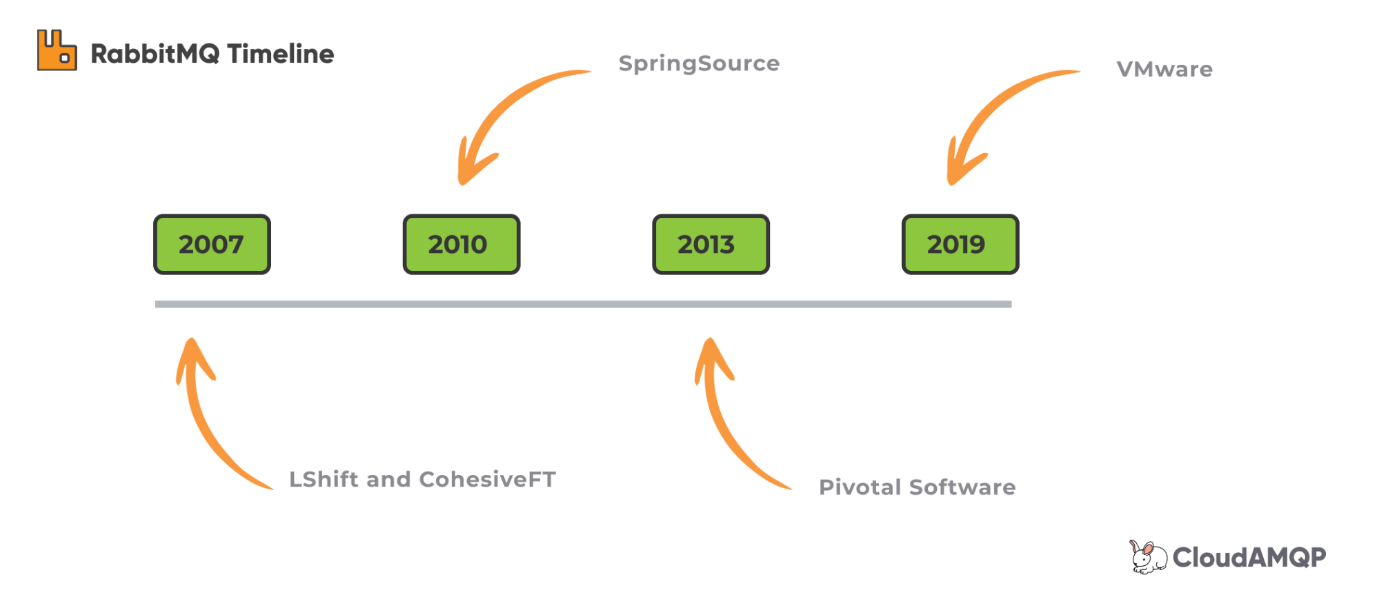 RabbitMQ Timeline
SpringSource
VMware
2007
2010
2013
2019
LShift and CohesiveFT
Pivotal Software
CloudAMQP